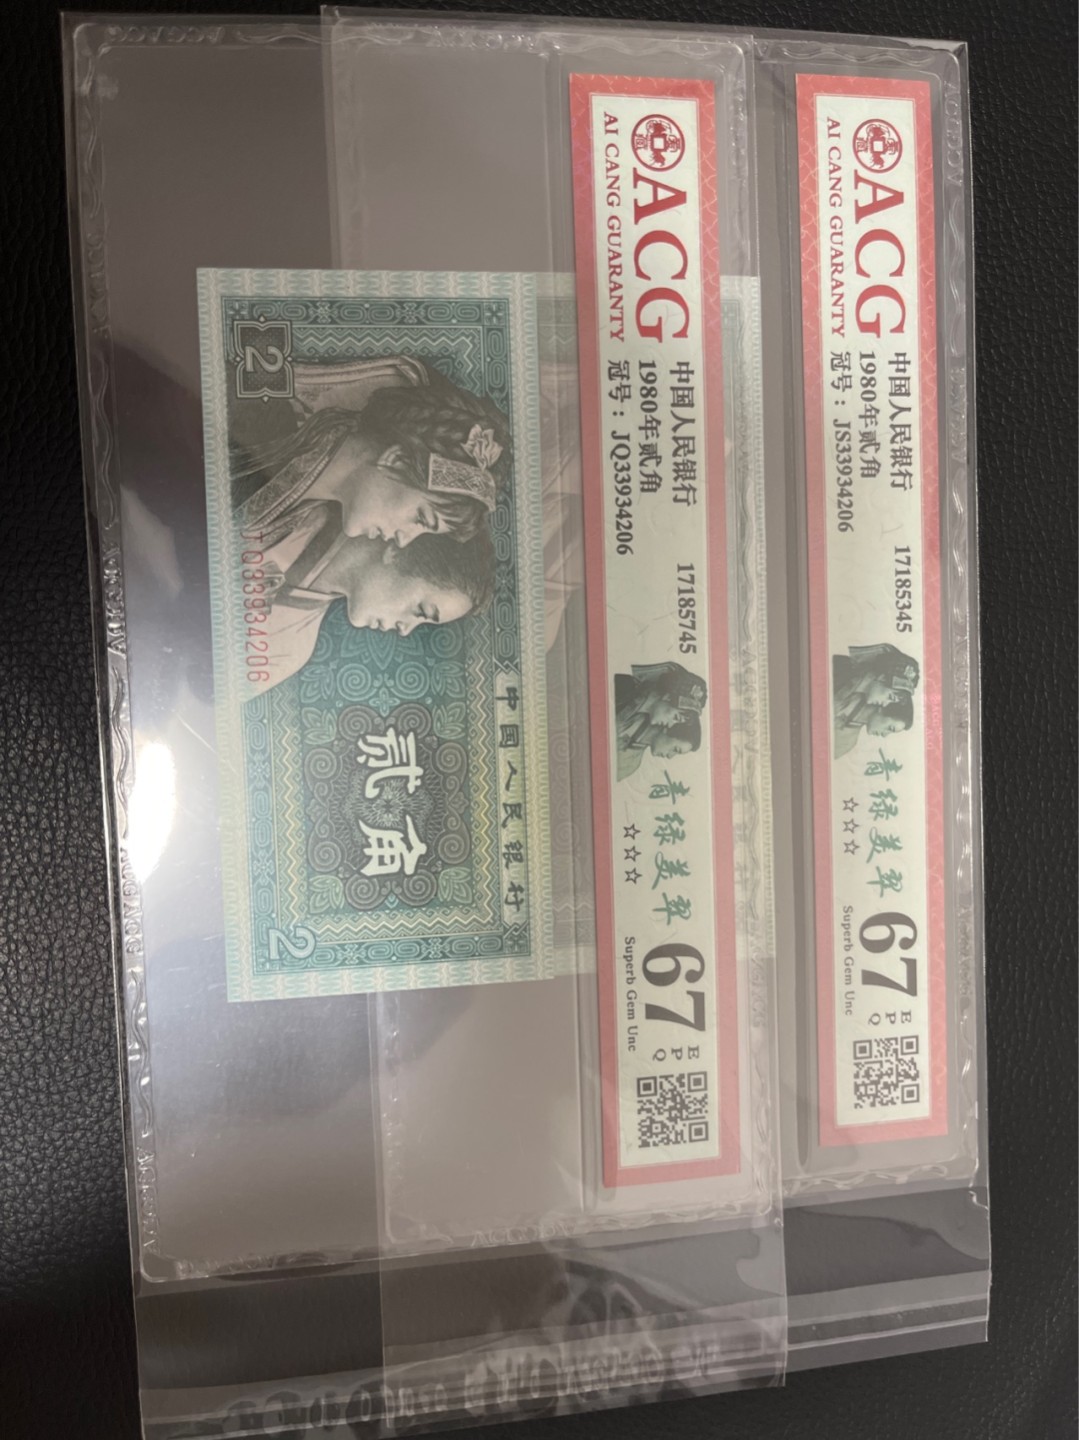 ACG
AI CANG GUARANTY
中国人民银行
1980年贰角
冠号：JS33934206
17185345
青绿美翠
☆☆☆
67
EPQ
Superb Gem Unc
ACG
AI CANG GUARANTY
中国人民银行
1980年贰角
冠号：JQ33934206
17185745
青绿美翠
☆☆☆
67
EPQ
Superb Gem Unc
中国人民银行
贰角
2
2
JQ33934206